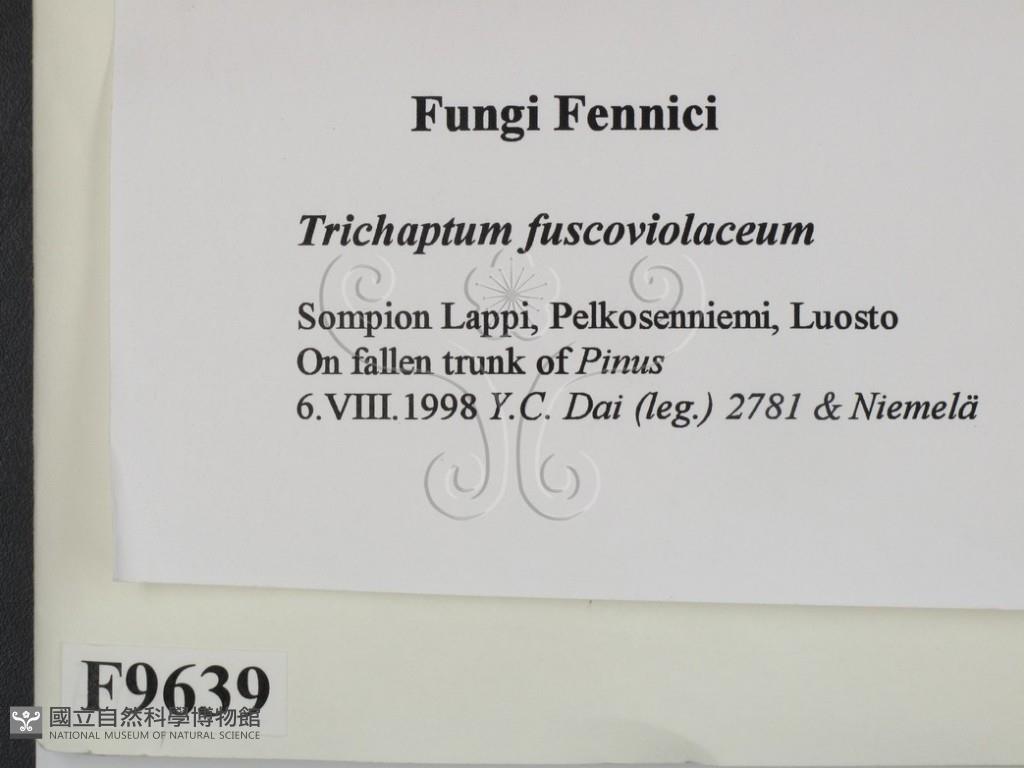 Fungi Fennici
Trichaptum fuscoviolaceum
Sompion Lappi, Pelkosenniemi, Luosto
On fallen trunk of Pinus
6.VIII.1998 Y.C. Dai (leg.) 2781 & Niemelä
F9639
國立自然科學博物館
NATIONAL MUSEUM OF NATURAL SCIENCE